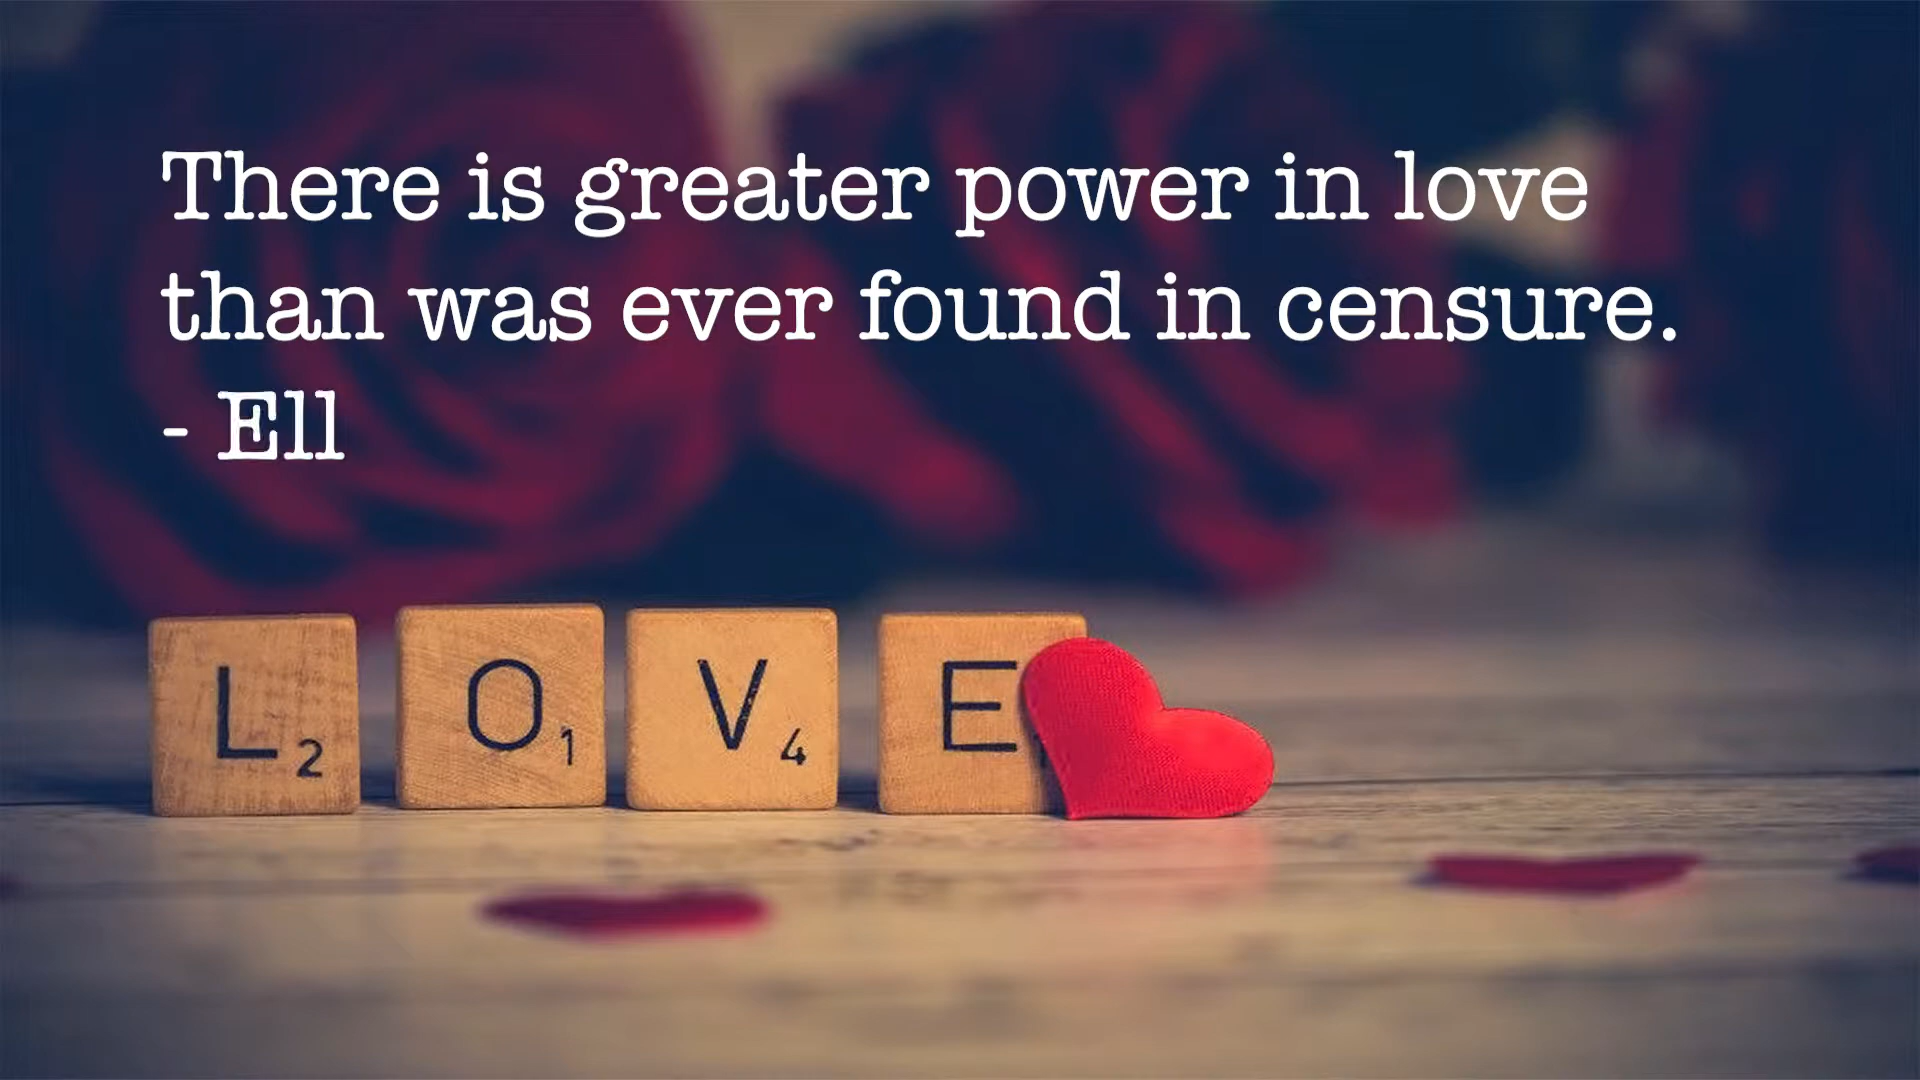 There is greater power in love
than was ever found in censure.
- Ell
L2 O1 V4 E